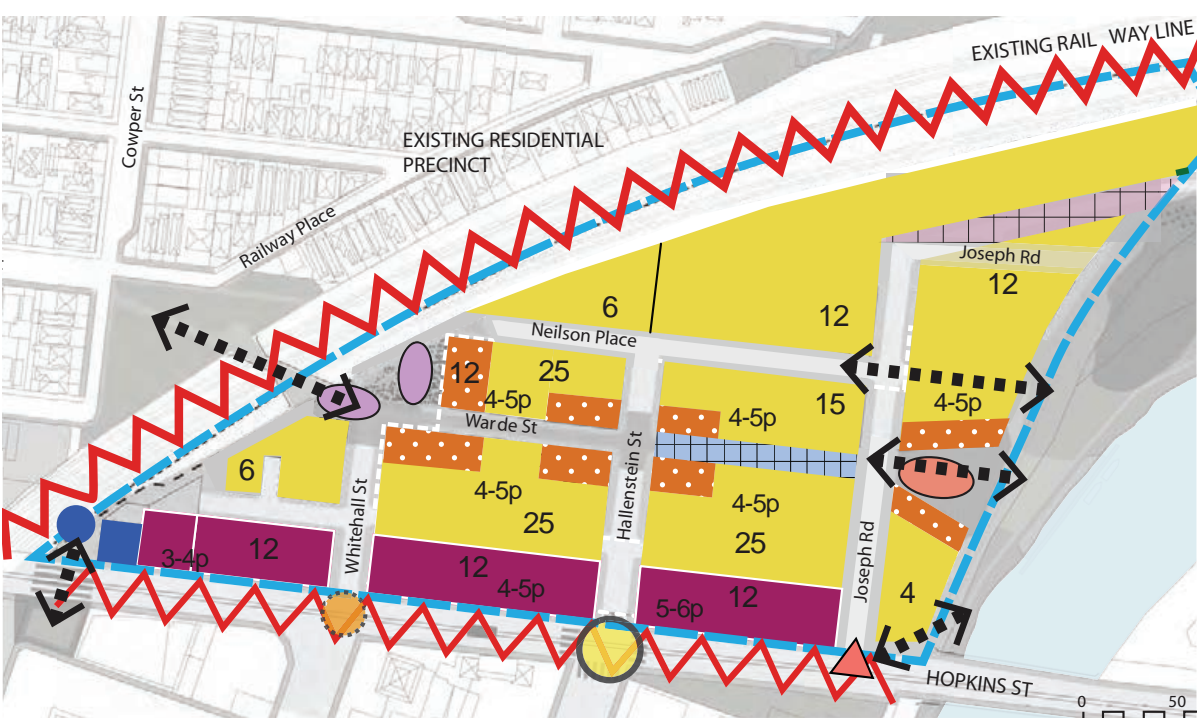 EXISTING RAIL WAY LINE
Cowper St
EXISTING RESIDENTIAL
PRECINCT
Railway Place
Joseph Rd
12
6
12
Neilson Place
12
25
4-5p
4-5p
15
4-5p
Warde St
6
4-5p
25
Hallenstein St
4-5p
25
Whitehall St
Joseph Rd
3-4p
12
12
4-5p
5-6p
12
4
HOPKINS ST
0
50